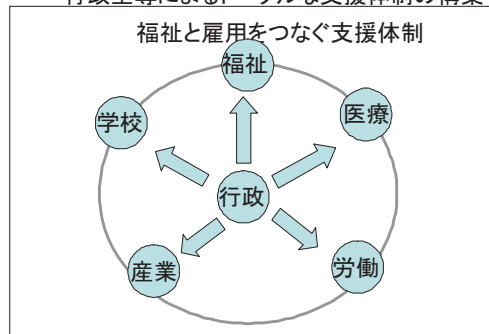 福祉と雇用をつなぐ支援体制
福祉
学校
医療
行政
産業
労働